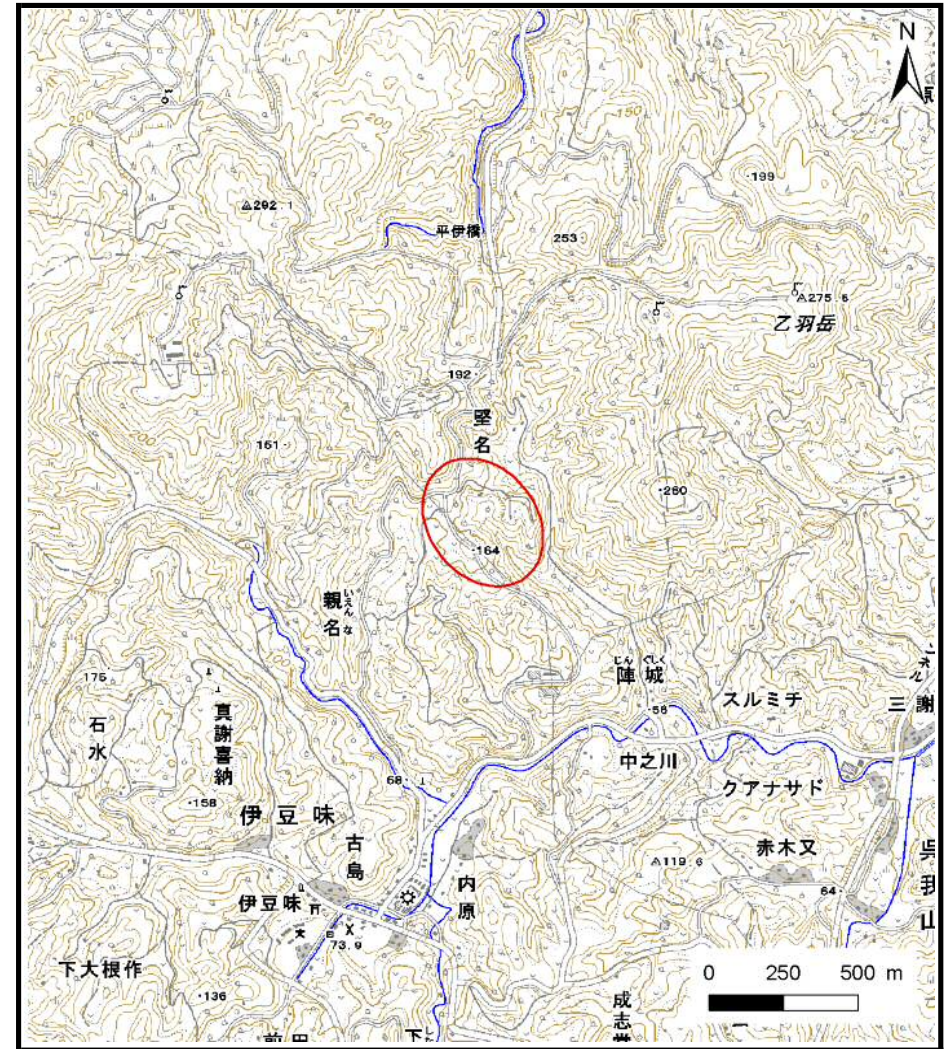 N
200
200
150
・199
△292.1
平伊橋
253・
△275.6
乙羽岳
192・
堅名
200
161・
・260
・164
親名
いえんな
じんぐしく
陣城
スルミチ
三謝
175
石水
真謝喜納
100
・58
中之川
クアナサド
68・
・158
伊豆味
古島
赤木又
△119.6
呉我山
内原
64・
伊豆味
73.9
下大根作
・136
0 250 500 m
成志
前田
下